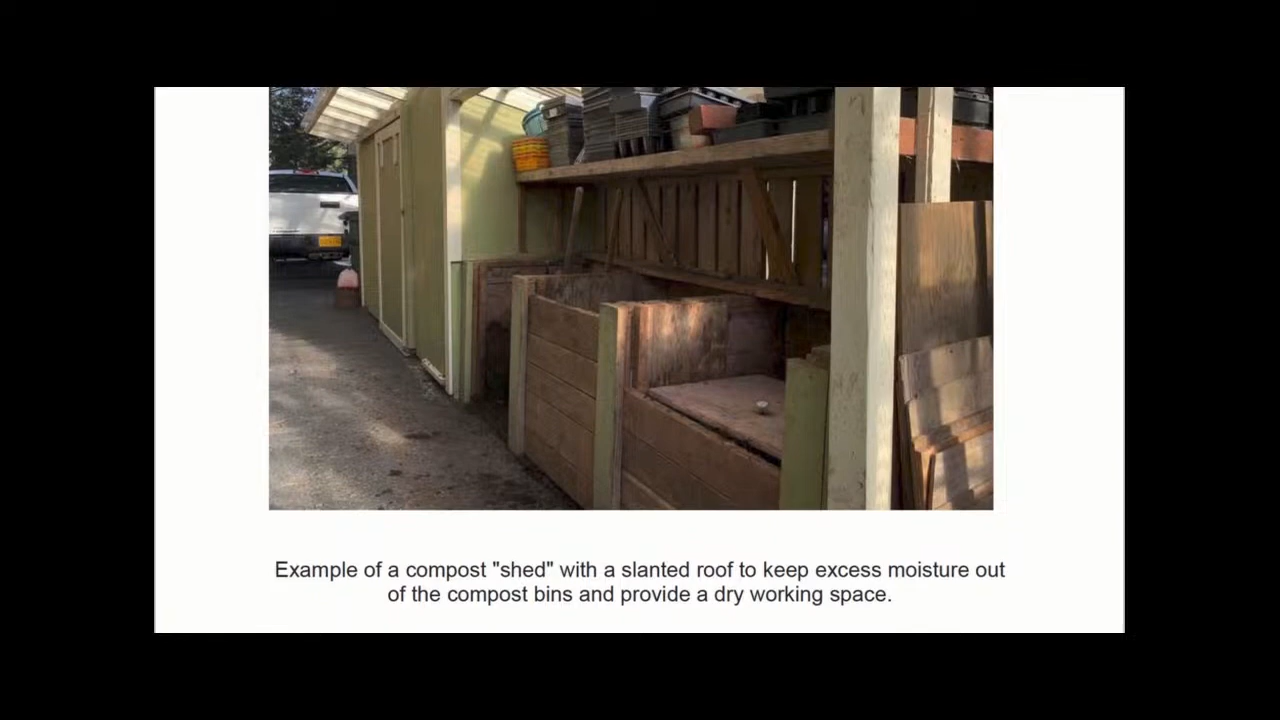 Example of a compost "shed" with a slanted roof to keep excess moisture out
of the compost bins and provide a dry working space.